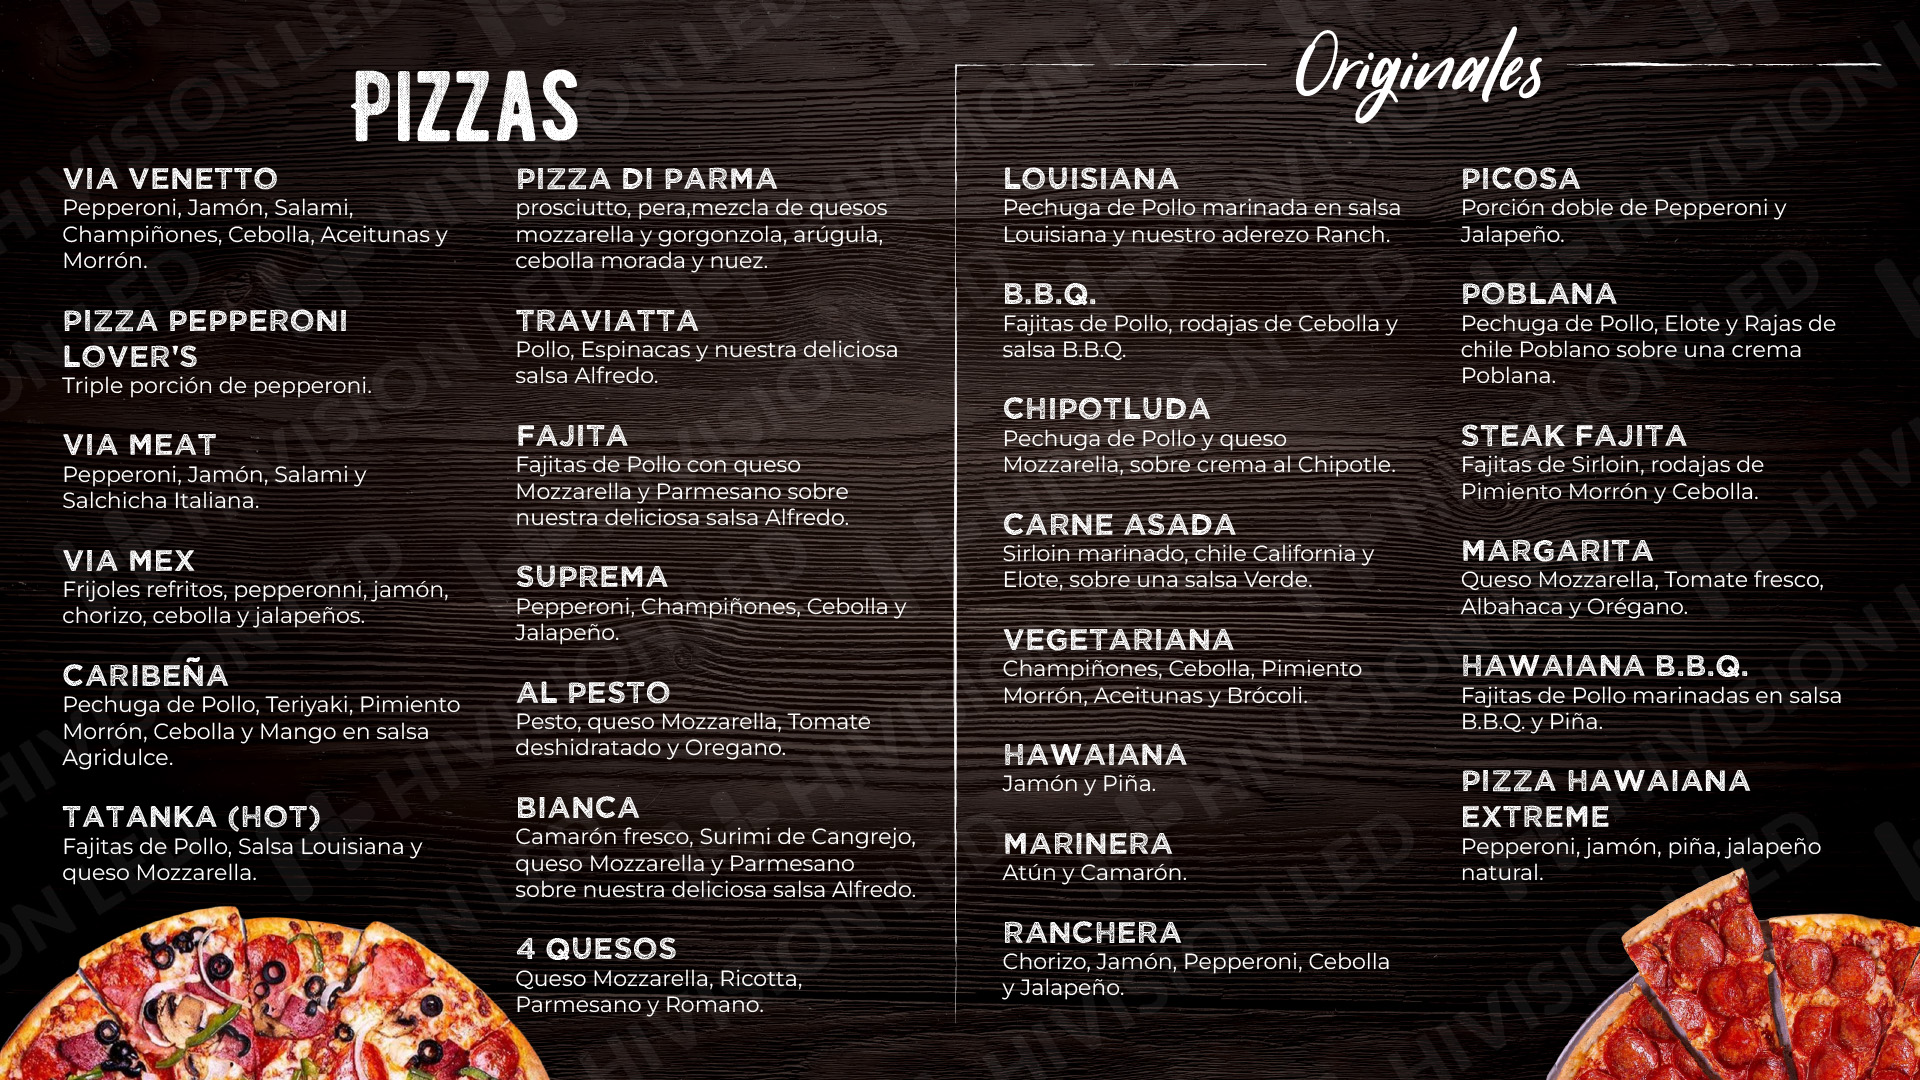 PIZZAS
VIA VENETTO
Pepperoni, Jamón, Salami,
Champiñones, Cebolla, Aceitunas y
Morrón.
PIZZA PEPPERONI
LOVER'S
Triple porción de pepperoni.
VIA MEAT
Pepperoni, Jamón, Salami y
Salchicha Italiana.
VIA MEX
Frijoles refritos, pepperonni, jamón,
chorizo, cebolla y jalapeños.
CARIBEÑA
Pechuga de Pollo, Teriyaki, Pimiento
Morrón, Cebolla y Mango en salsa
Agridulce.
TATANKA (HOT)
Fajitas de Pollo, Salsa Louisiana y
queso Mozzarella.
PIZZA DI PARMA
prosciutto, pera,mezcla de quesos
mozzarella y gorgonzola, arúgula,
cebolla morada y nuez.
TRAVIATTA
Pollo, Espinacas y nuestra deliciosa
salsa Alfredo.
FAJITA
Fajitas de Pollo con queso
Mozzarella y Parmesano sobre
nuestra deliciosa salsa Alfredo.
SUPREMA
Pepperoni, Champiñones, Cebolla y
Jalapeño.
AL PESTO
Pesto, queso Mozzarella, Tomate
deshidratado y Oregano.
BIANCA
Camarón fresco, Surimi de Cangrejo,
queso Mozzarella y Parmesano
sobre nuestra deliciosa salsa Alfredo.
4 QUESOS
Queso Mozzarella, Ricotta,
Parmesano y Romano.
Originales
LOUISIANA
Pechuga de Pollo marinada en salsa
Louisiana y nuestro aderezo Ranch.
B.B.Q.
Fajitas de Pollo, rodajas de Cebolla y
salsa B.B.Q.
CHIPOTLUDA
Pechuga de Pollo y queso
Mozzarella, sobre crema al Chipotle.
CARNE ASADA
Sirloin marinado, chile California y
Elote, sobre una salsa Verde.
VEGETARIANA
Champiñones, Cebolla, Pimiento
Morrón, Aceitunas y Brócoli.
HAWAIANA
Jamón y Piña.
MARINERA
Atún y Camarón.
RANCHERA
Chorizo, Jamón, Pepperoni, Cebolla
y Jalapeño.
PICOSA
Porción doble de Pepperoni y
Jalapeño.
POBLANA
Pechuga de Pollo, Elote y Rajas de
chile Poblano sobre una crema
Poblana.
STEAK FAJITA
Fajitas de Sirloin, rodajas de
Pimiento Morrón y Cebolla.
MARGARITA
Queso Mozzarella, Tomate fresco,
Albahaca y Orégano.
HAWAIANA B.B.Q.
Fajitas de Pollo marinadas en salsa
B.B.Q. y Piña.
PIZZA HAWAIANA
EXTREME
Pepperoni, jamón, piña, jalapeño
natural.
HIVISION LED